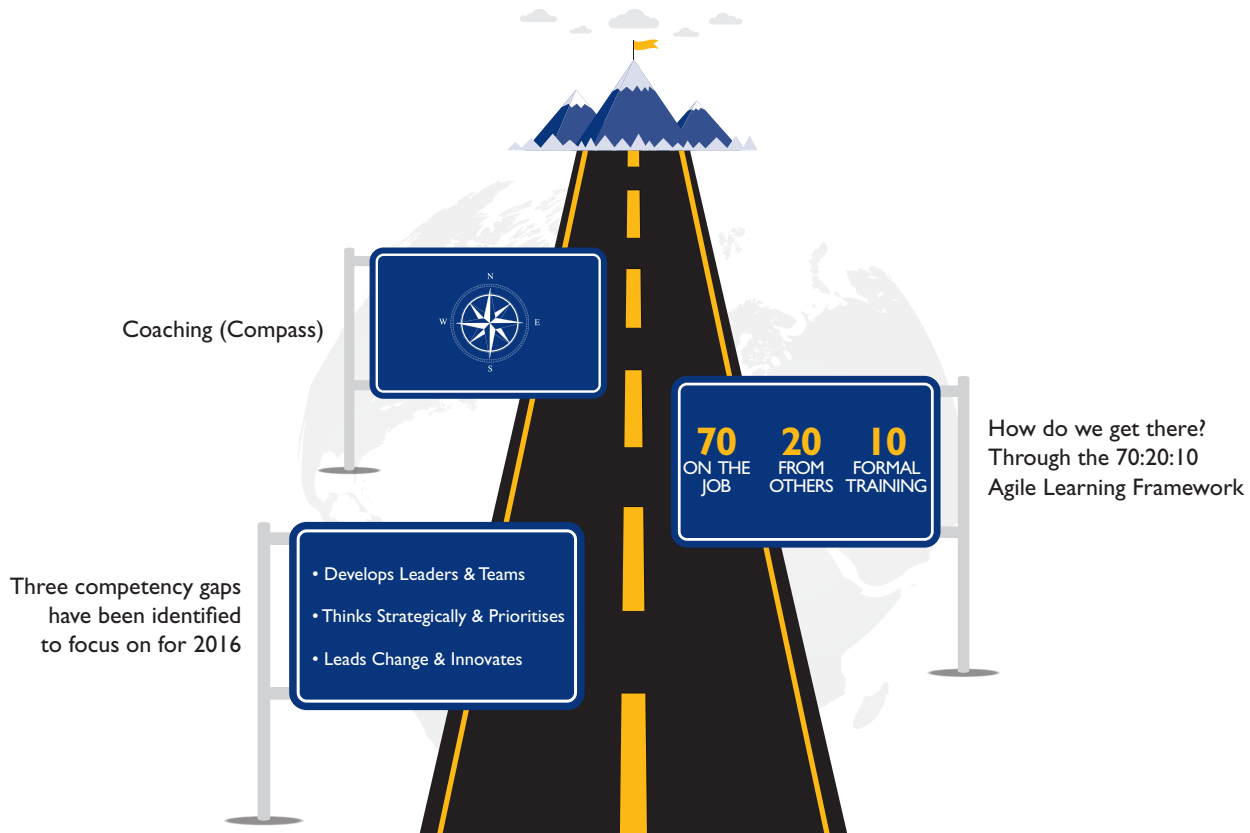 N
W E
S
Coaching (Compass)
70 20 10
ON THE FROM FORMAL
JOB OTHERS TRAINING
How do we get there?
Through the 70:20:10
Agile Learning Framework
Three competency gaps
have been identified
to focus on for 2016
• Develops Leaders & Teams
• Thinks Strategically & Prioritises
• Leads Change & Innovates